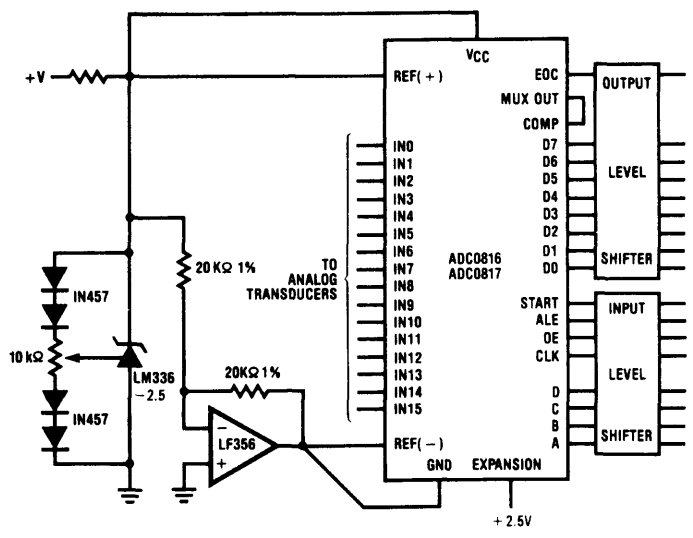 +V
VCC
REF(+)
EOC
MUX OUT
COMP
OUTPUT
LEVEL
SHIFTER
D7
D6
D5
D4
D3
D2
D1
D0
IN0
IN1
IN2
IN3
IN4
IN5
IN6
IN7
IN8
IN9
IN10
IN11
IN12
IN13
IN14
IN15
TO
ANALOG
TRANSDUCERS
ADC0816
ADC0817
20 KΩ 1%
IN457
10 kΩ
LM336
-2.5
IN457
20KΩ 1%
-
LF356
+
START
ALE
OE
CLK
D
C
B
A
INPUT
LEVEL
SHIFTER
REF(-)
GND
EXPANSION
+ 2.5V